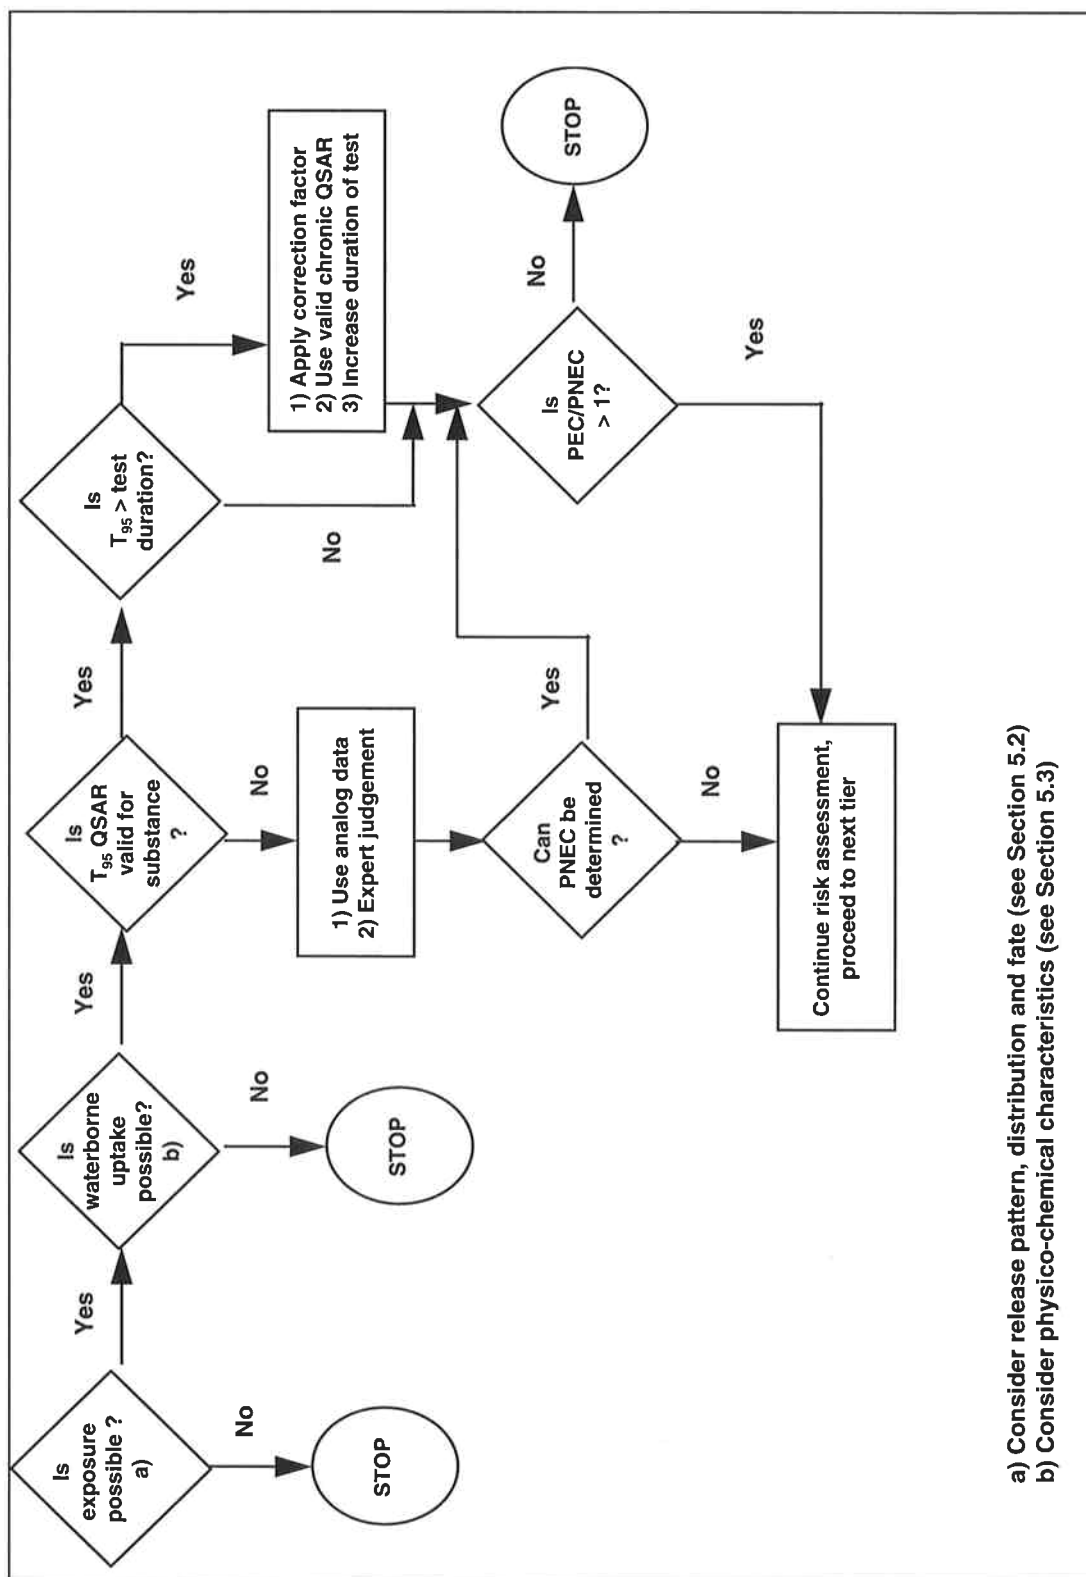 Is
exposure
possible ?
a)
Yes
No
STOP
Is
waterborne
uptake
possible?
b)
Yes
No
STOP
Is
T₉₅ QSAR
valid for
substance
?
Yes
No
1) Use analog data
2) Expert judgement
Can
PNEC be
determined
?
Yes
No
Continue risk assessment,
proceed to next tier
Is
T₉₅ > test
duration?
Yes
No
1) Apply correction factor
2) Use valid chronic QSAR
3) Increase duration of test
Is
PEC/PNEC
> 1?
No
Yes
STOP
a) Consider release pattern, distribution and fate (see Section 5.2)
b) Consider physico-chemical characteristics (see Section 5.3)